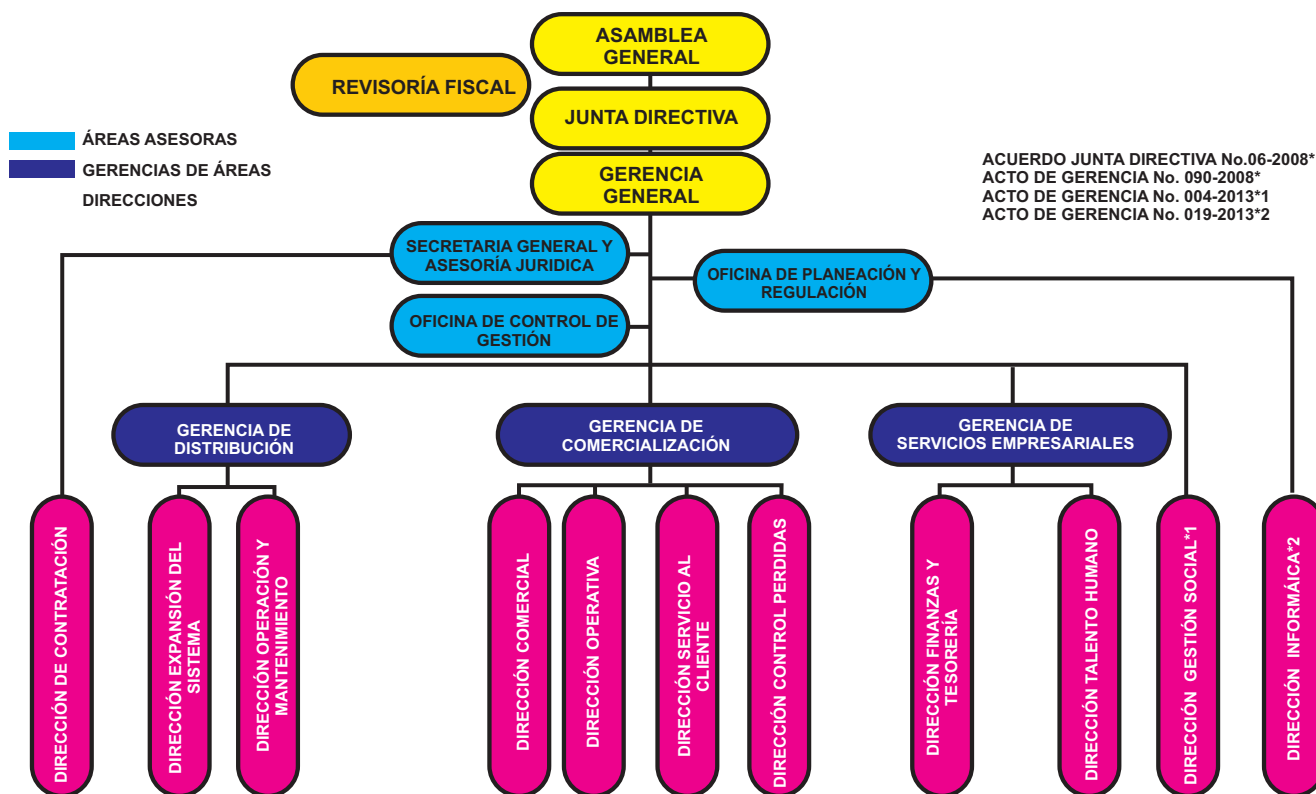 ASAMBLEA
GENERAL
REVISORÍA FISCAL
JUNTA DIRECTIVA
ÁREAS ASESORAS
GERENCIAS DE ÁREAS
DIRECCIONES
GERENCIA
GENERAL
ACUERDO JUNTA DIRECTIVA No.06-2008*
ACTO DE GERENCIA No. 090-2008*
ACTO DE GERENCIA No. 004-2013*1
ACTO DE GERENCIA No. 019-2013*2
SECRETARIA GENERAL Y
ASESORÍA JURIDICA
OFICINA DE PLANEACIÓN Y
REGULACIÓN
OFICINA DE CONTROL DE
GESTIÓN
GERENCIA DE
DISTRIBUCIÓN
GERENCIA DE
COMERCIALIZACIÓN
GERENCIA DE
SERVICIOS EMPRESARIALES
DIRECCIÓN DE CONTRATACIÓN
DIRECCIÓN EXPANSIÓN DEL
SISTEMA
DIRECCIÓN OPERACIÓN Y
MANTENIMIENTO
DIRECCIÓN COMERCIAL
DIRECCIÓN OPERATIVA
DIRECCIÓN SERVICIO AL
CLIENTE
DIRECCIÓN CONTROL PERDIDAS
DIRECCIÓN FINANZAS Y
TESORERÍA
DIRECCIÓN TALENTO HUMANO
DIRECCIÓN GESTIÓN SOCIAL*1
DIRECCIÓN INFORMÁICA*2